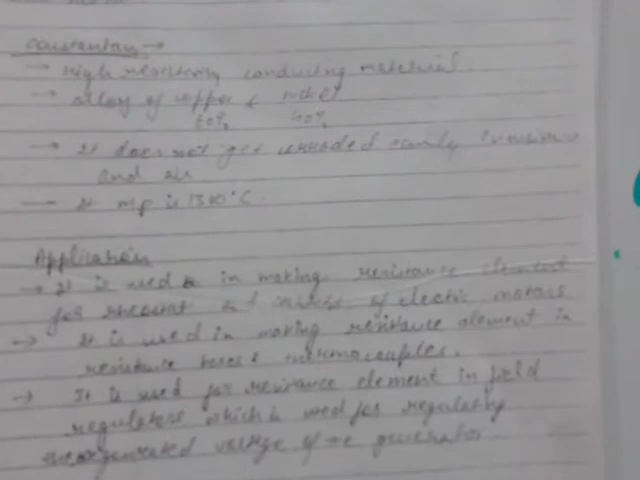 Constantan →
→ High resistivity conducting material
→ alloy of copper & nickel
60% 40%
→ It does not get corroded easily
and air
→ It mp is 1300°C
Application
→ It is used in making resistance element
for rheostat and of electric motors
→ It is used in making resistance element in
resistance boxes & thermocouples.
→ It is used for resistance element in field
regulators which is used for regulating
generated voltage of generator